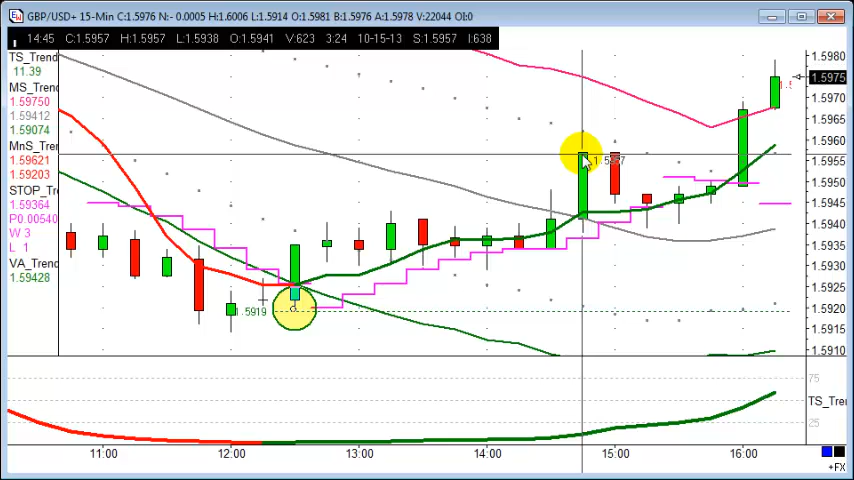 GBP/USD+ 15-Min C:1.5976 N:- 0.0005 H:1.6006 L:1.5914 O:1.5981 B:1.5976 A:1.5978 V:22044 OI:0
14:45 C:1.5957 H:1.5957 L:1.5938 O:1.5941 V:623 3:24 10-15-13 S:1.5957 I:638
TS_Trend
11.39
MS_Trend
1.59750
1.59412
1.59074
MnS_Trend
1.59621
1.59203
STOP_Trend
1.59364
P0.00540
W 3
L 1
VA_Trend
1.59428
1.5980
1.5975
1.5970
1.5965
1.5960
1.5955
1.5950
1.5945
1.5940
1.5935
1.5930
1.5925
1.5920
1.5915
1.5910
1.5919
75
TS_Trend
25
11:00 12:00 13:00 14:00 15:00 16:00
+FX